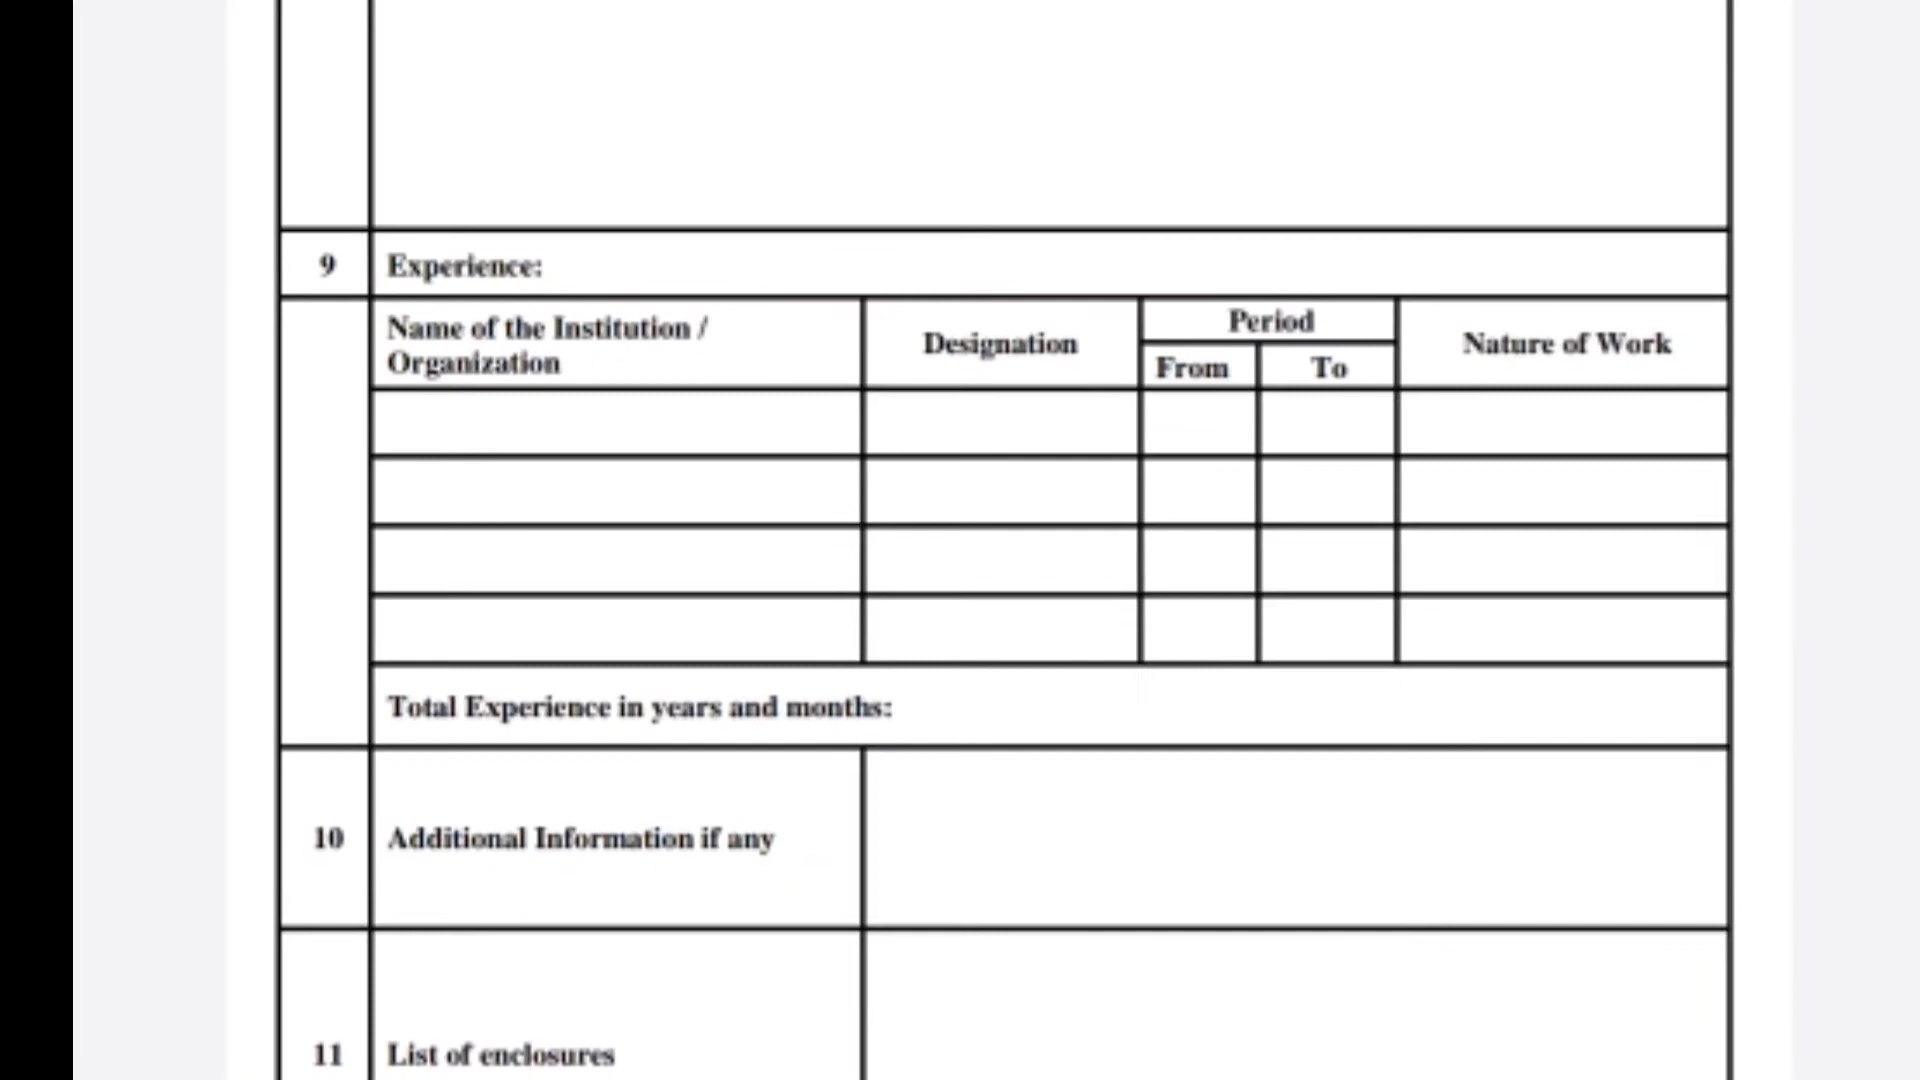 9 Experience:
Name of the Institution /
Organization
Designation
Period
From To
Nature of Work
Total Experience in years and months:
10 Additional Information if any
11 List of enclosures